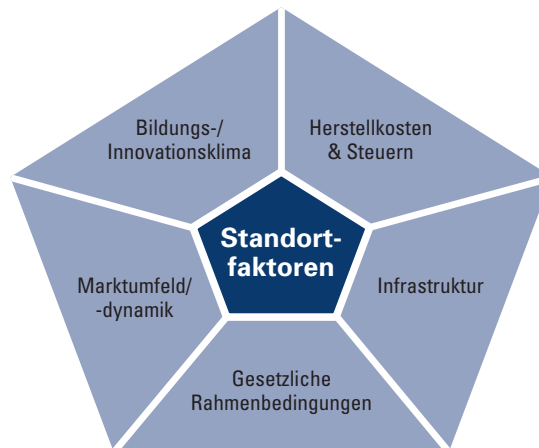 Bildungs-/
Innovationsklima
Herstellkosten
& Steuern
Standort-
faktoren
Marktumfeld/
-dynamik
Infrastruktur
Gesetzliche
Rahmenbedingungen